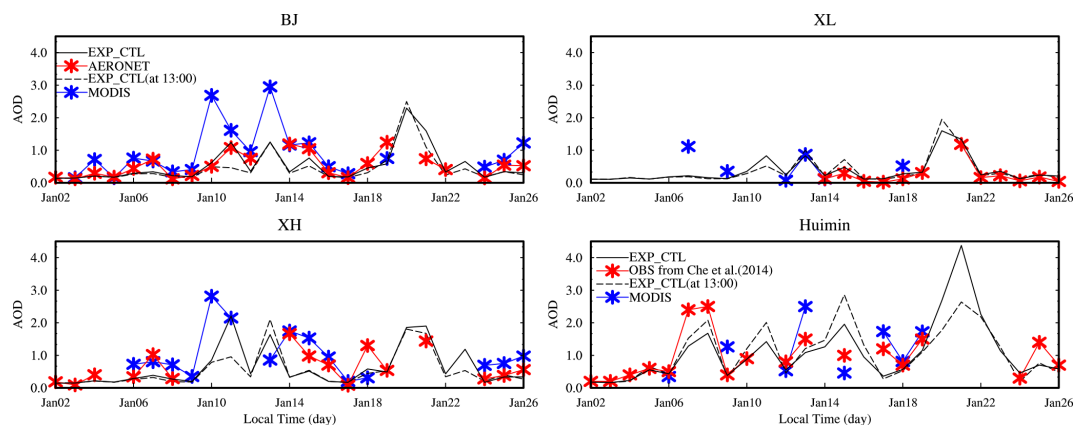 BJ
XL
4.0
3.0
2.0
1.0
0.0
AOD
EXP_CTL
AERONET
EXP_CTL(at 13:00)
MODIS
Jan02 Jan06 Jan10 Jan14 Jan18 Jan22 Jan26
4.0
3.0
2.0
1.0
0.0
AOD
Jan02 Jan06 Jan10 Jan14 Jan18 Jan22 Jan26
XH
Huimin
4.0
3.0
2.0
1.0
0.0
AOD
Jan02 Jan06 Jan10 Jan14 Jan18 Jan22 Jan26
Local Time (day)
4.0
3.0
2.0
1.0
0.0
AOD
EXP_CTL
OBS from Che et al.(2014)
EXP_CTL(at 13:00)
MODIS
Jan02 Jan06 Jan10 Jan14 Jan18 Jan22 Jan26
Local Time (day)